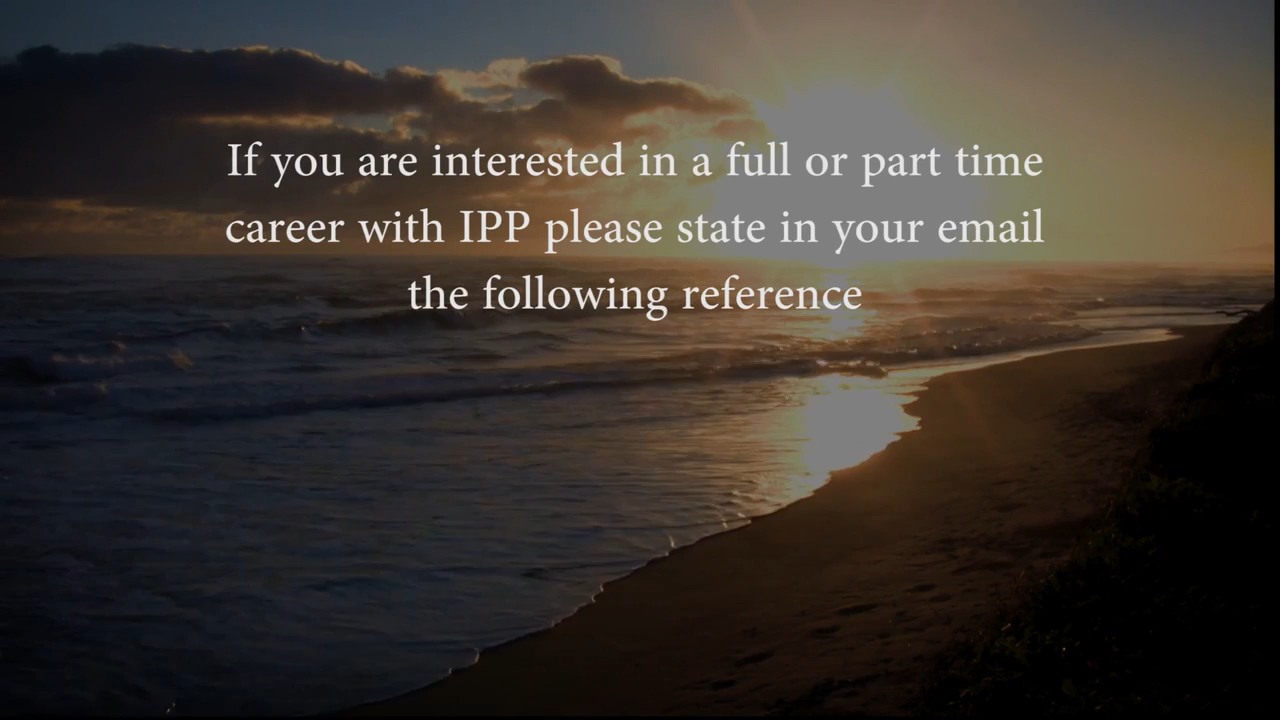 If you are interested in a full or part time
career with IPP please state in your email
the following reference